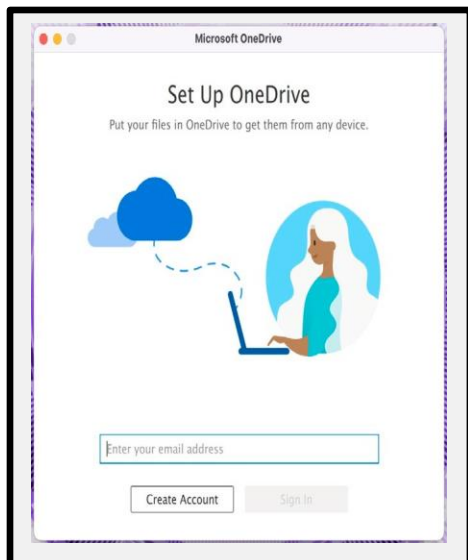 Microsoft OneDrive
Set Up OneDrive
Put your files in OneDrive to get them from any device.
Enter your email address
Create Account
Sign In